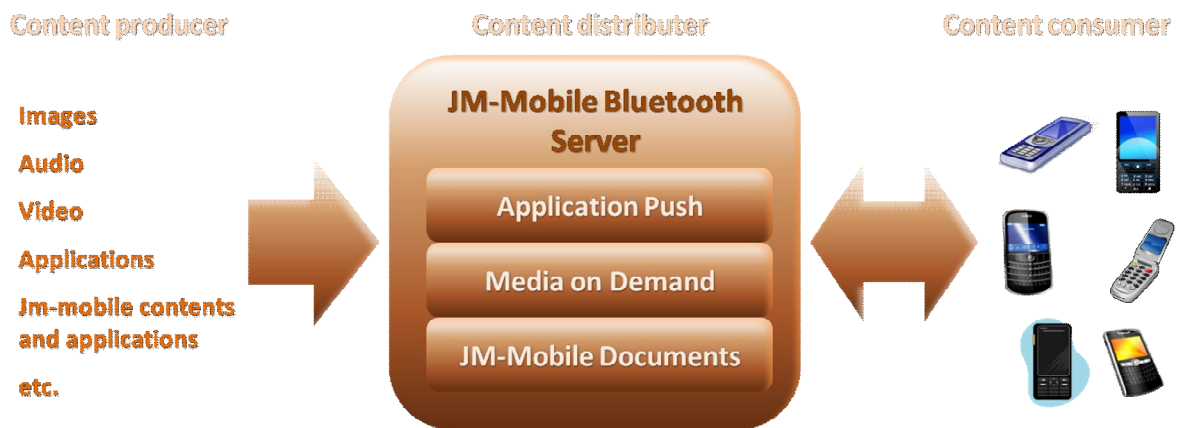 Content producer
Content distributer
Content consumer
Images
Audio
Video
Applications
Jm-mobile contents
and applications
etc.
JM-Mobile Bluetooth
Server
Application Push
Media on Demand
JM-Mobile Documents